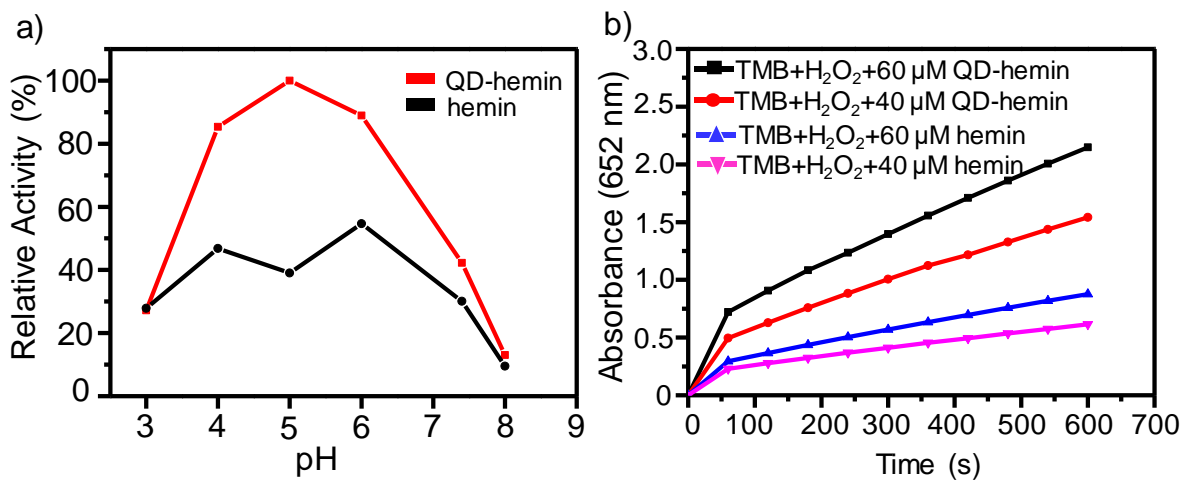 a)
Relative Activity (%)
100
80
60
40
20
0
QD-hemin
hemin
3 4 5 6 7 8 9
pH
b)
Absorbance (652 nm)
3.0
2.5
2.0
1.5
1.0
0.5
0
TMB+H₂O₂+60 µM QD-hemin
TMB+H₂O₂+40 µM QD-hemin
TMB+H₂O₂+60 µM hemin
TMB+H₂O₂+40 µM hemin
0 100 200 300 400 500 600 700
Time (s)